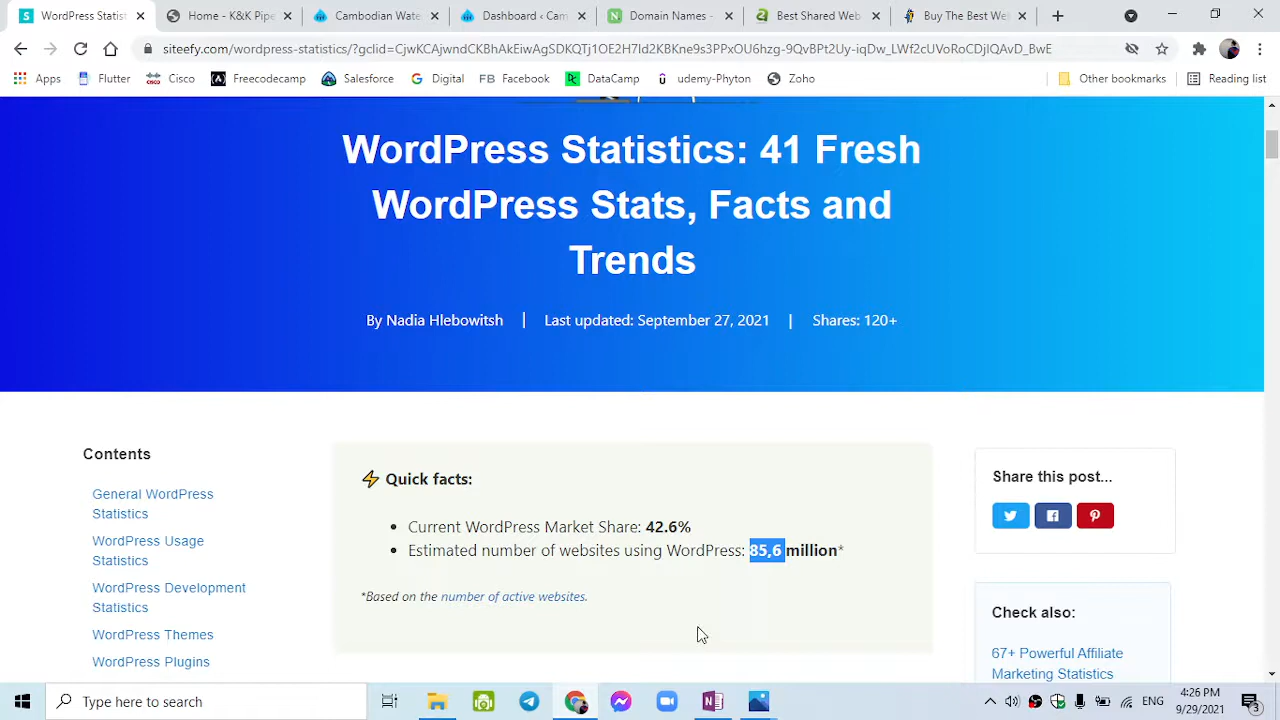 WordPress Statist
Home - K&K Pipe
Cambodian Wate
Dashboard ‹ Cam
Domain Names
Best Shared Web
Buy The Best We
siteefy.com/wordpress-statistics/?gclid=
Apps
Flutter
Cisco
Freecodecamp
Salesforce
Digital
FB Facebook
DataCamp
udemy-Phyton
Zoho
Other bookmarks
Reading list
WordPress Statistics: 41 Fresh
WordPress Stats, Facts and
Trends
By Nadia Hlebowitsh | Last updated: September 27, 2021 | Shares: 120+
Contents
General WordPress
Statistics
WordPress Usage
Statistics
WordPress Development
Statistics
WordPress Themes
WordPress Plugins
⚡ Quick facts:
• Current WordPress Market Share: 42.6%
• Estimated number of websites using WordPress: 85,6 million*
*Based on the number of active websites.
Share this post...
Check also:
67+ Powerful Affiliate
Marketing Statistics
Type here to search
ENG
4:26 PM
9/29/2021
3